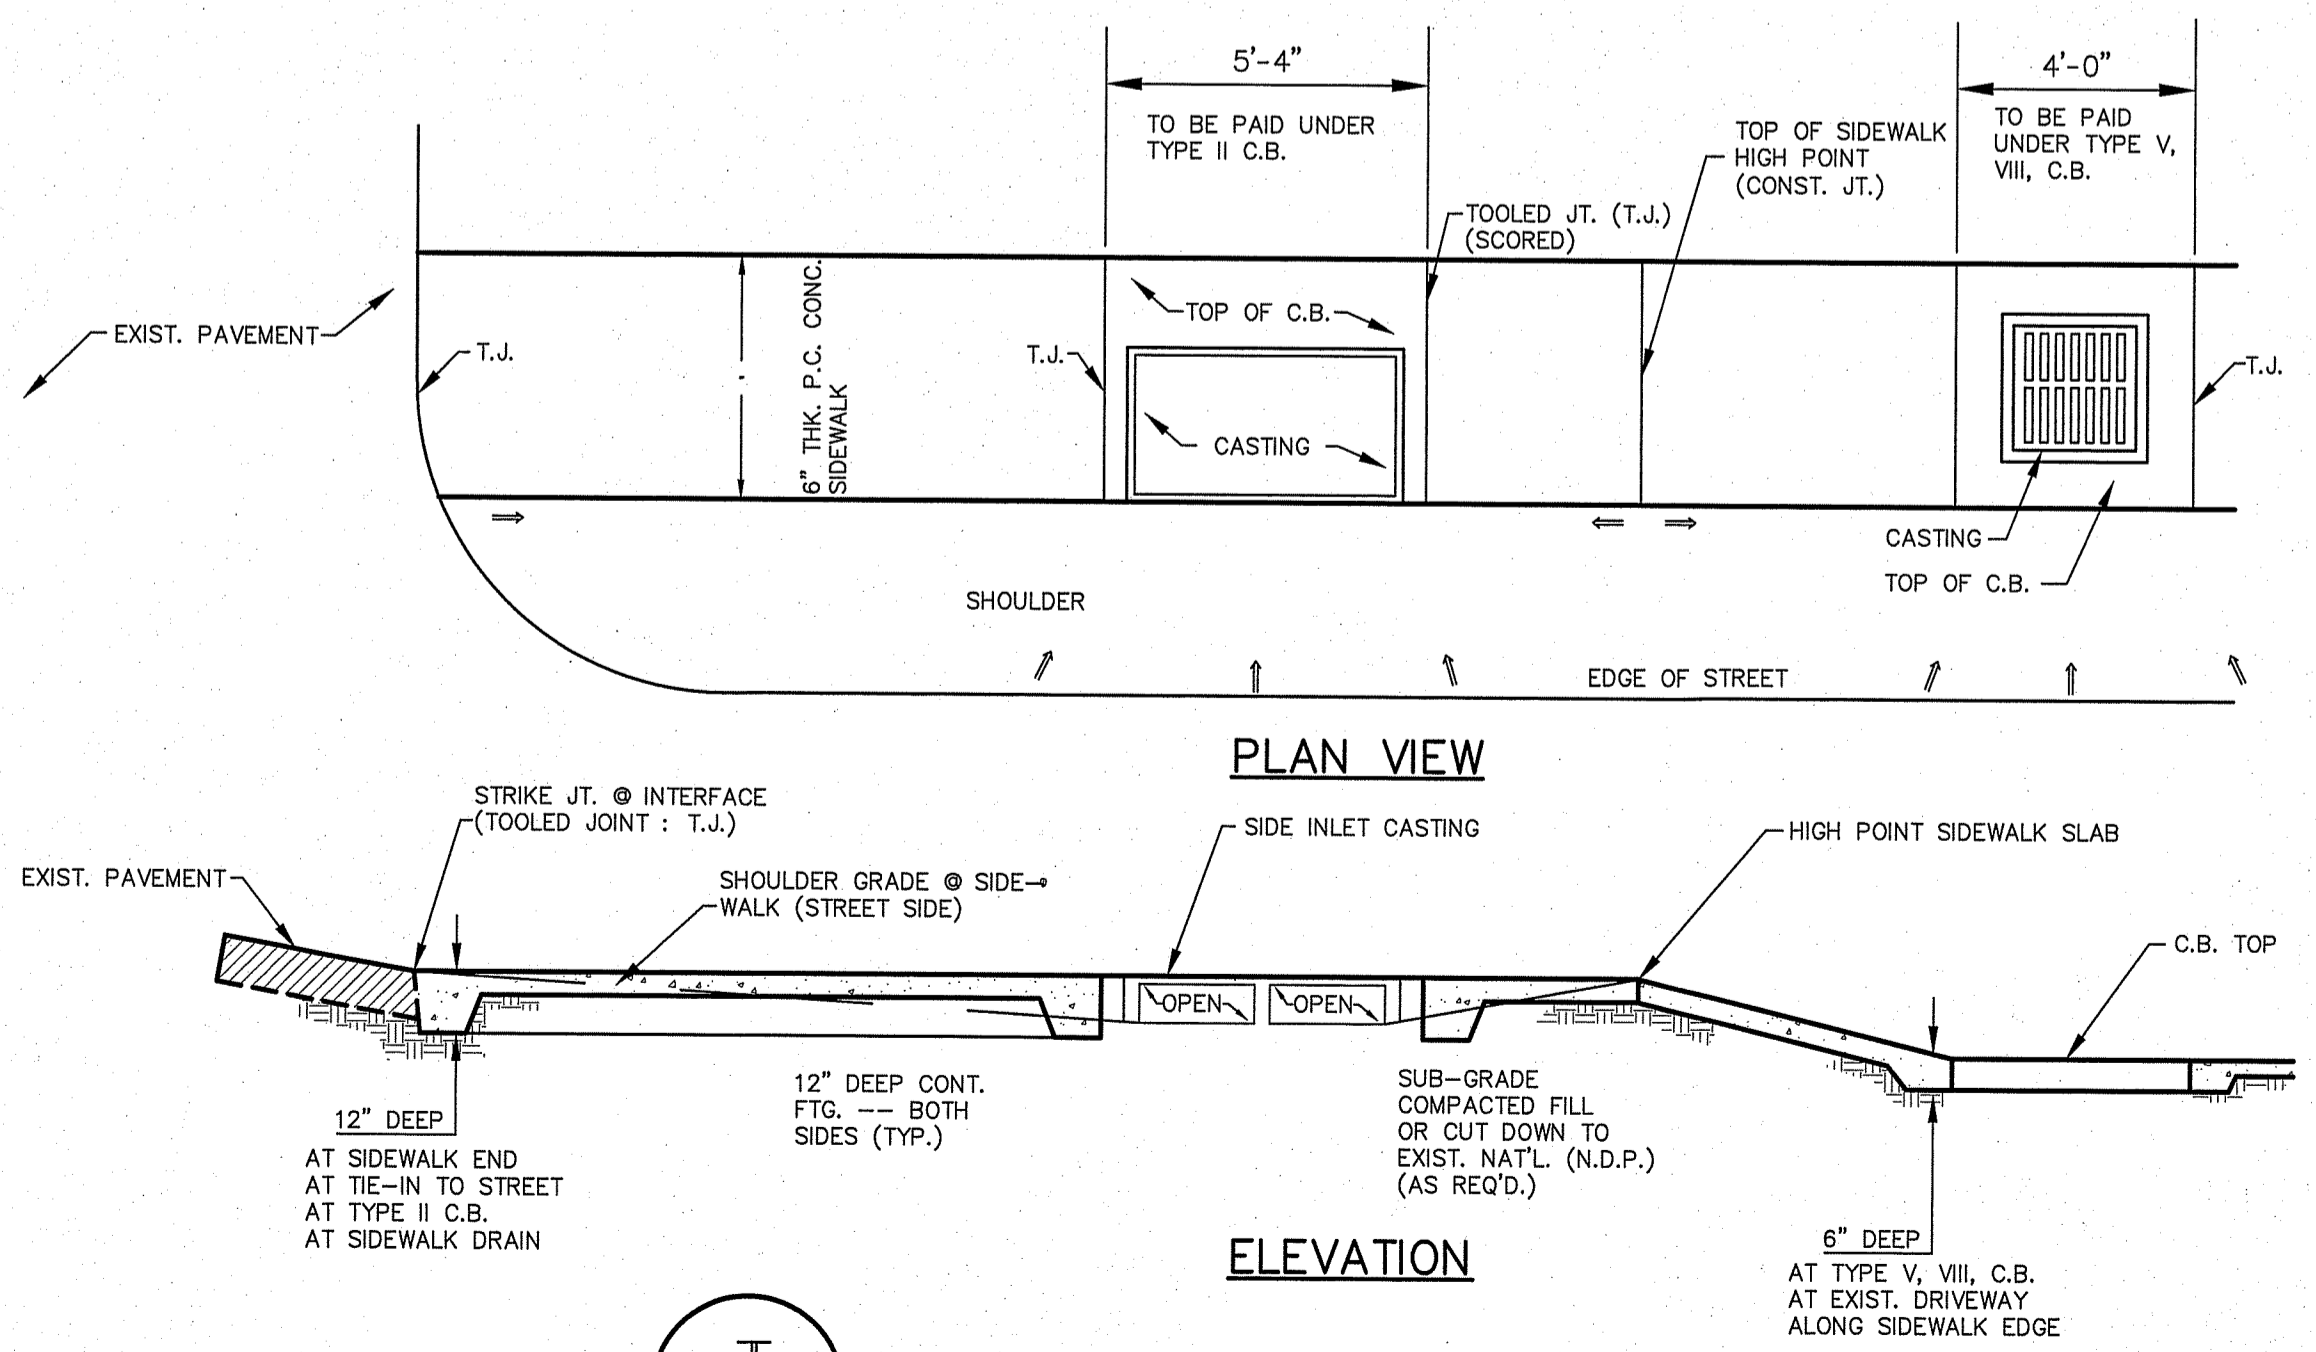 5'-4"
4'-0"
TO BE PAID UNDER
TYPE II C.B.
TOP OF SIDEWALK
HIGH POINT
(CONST. JT.)
TO BE PAID
UNDER TYPE V,
VIII, C.B.
TOOLED JT. (T.J.)
(SCORED)
EXIST. PAVEMENT
T.J.
6" THK. P.C. CONC.
SIDEWALK
TOP OF C.B.
T.J.
CASTING
T.J.
CASTING
TOP OF C.B.
SHOULDER
EDGE OF STREET
PLAN VIEW
STRIKE JT. @ INTERFACE
(TOOLED JOINT : T.J.)
SIDE INLET CASTING
HIGH POINT SIDEWALK SLAB
EXIST. PAVEMENT
SHOULDER GRADE @ SIDE-
WALK (STREET SIDE)
C.B. TOP
OPEN
OPEN
12" DEEP
AT SIDEWALK END
AT TIE-IN TO STREET
AT TYPE II C.B.
AT SIDEWALK DRAIN
12" DEEP CONT.
FTG. -- BOTH
SIDES (TYP.)
SUB-GRADE
COMPACTED FILL
OR CUT DOWN TO
EXIST. NAT'L. (N.D.P.)
(AS REQ'D.)
6" DEEP
AT TYPE V, VIII, C.B.
AT EXIST. DRIVEWAY
ALONG SIDEWALK EDGE
ELEVATION